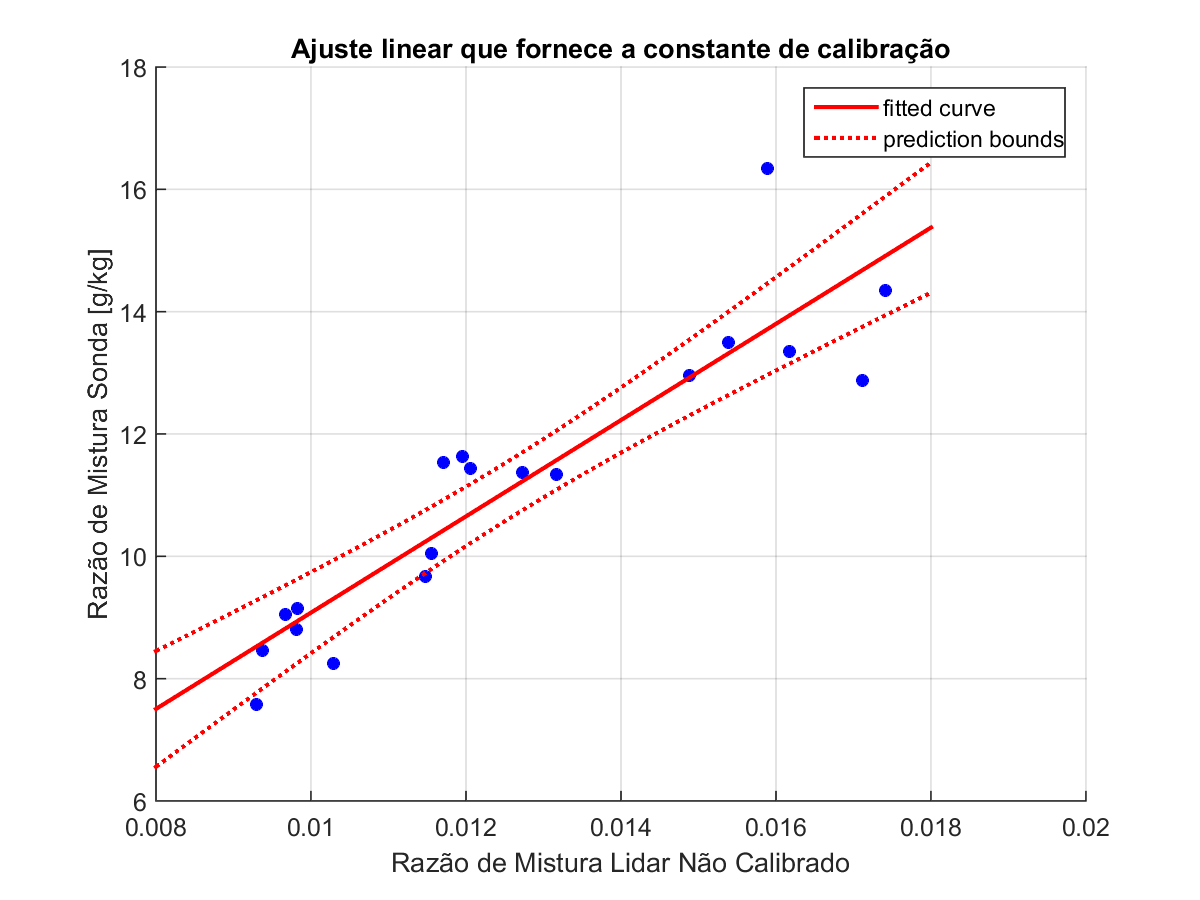 Ajuste linear que fornece a constante de calibração
fitted curve
prediction bounds
18
16
14
12
10
8
6
Razão de Mistura Sonda [g/kg]
0.008
0.01
0.012
0.014
0.016
0.018
0.02
Razão de Mistura Lidar Não Calibrado